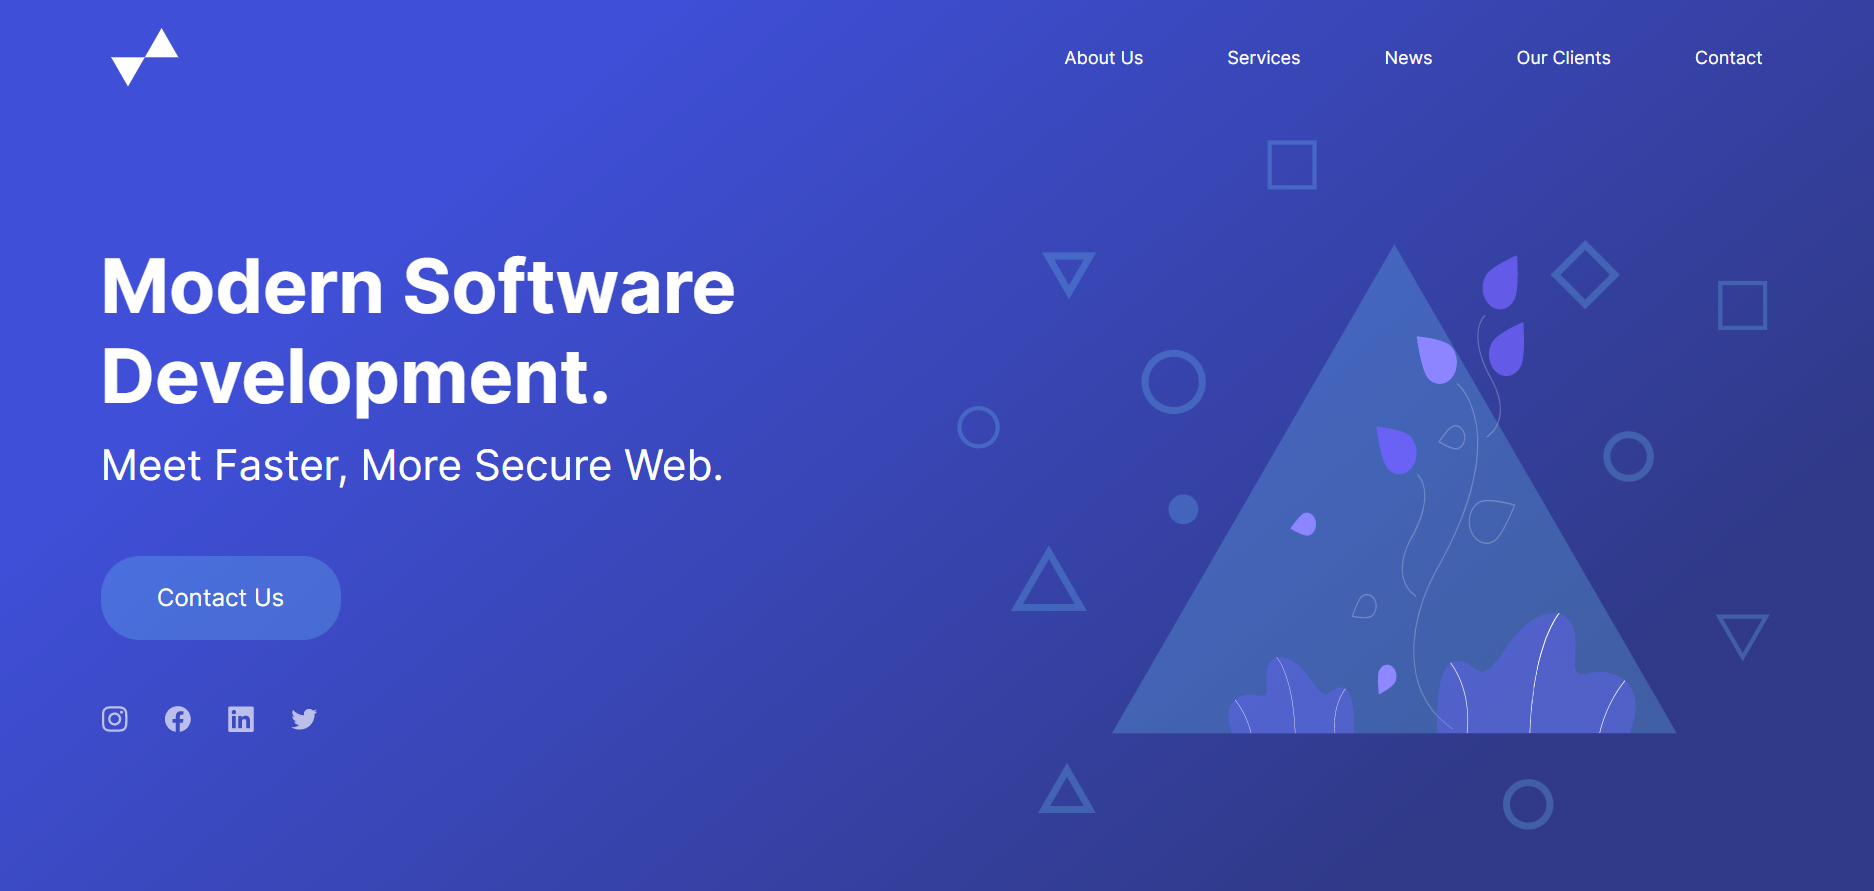 About Us
Services
News
Our Clients
Contact
Modern Software
Development.
Meet Faster, More Secure Web.
Contact Us